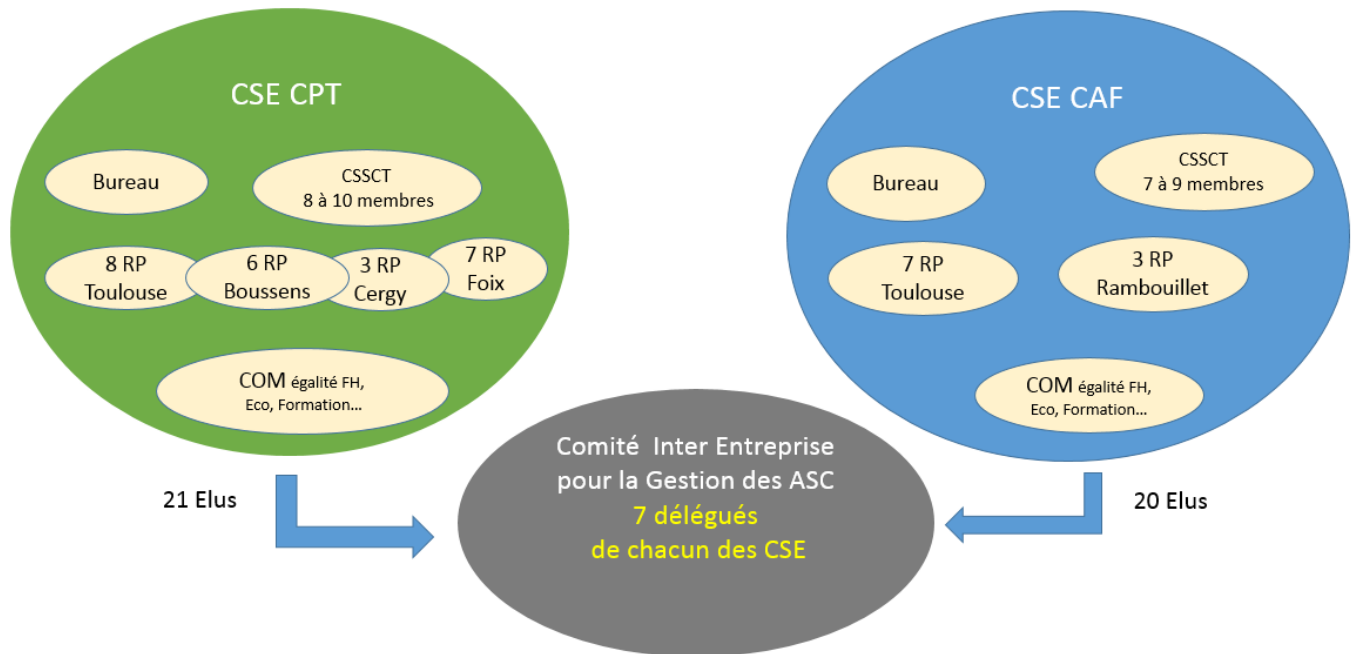 CSE CPT
Bureau
CSSCT
8 à 10 membres
8 RP
Toulouse
6 RP
Boussens
3 RP
Cergy
7 RP
Foix
COM égalité FH,
Eco, Formation...
21 Elus
CSE CAF
Bureau
CSSCT
7 à 9 membres
7 RP
Toulouse
3 RP
Rambouillet
COM égalité FH,
Eco, Formation...
20 Elus
Comité Inter Entreprise
pour la Gestion des ASC
7 délégués
de chacun des CSE